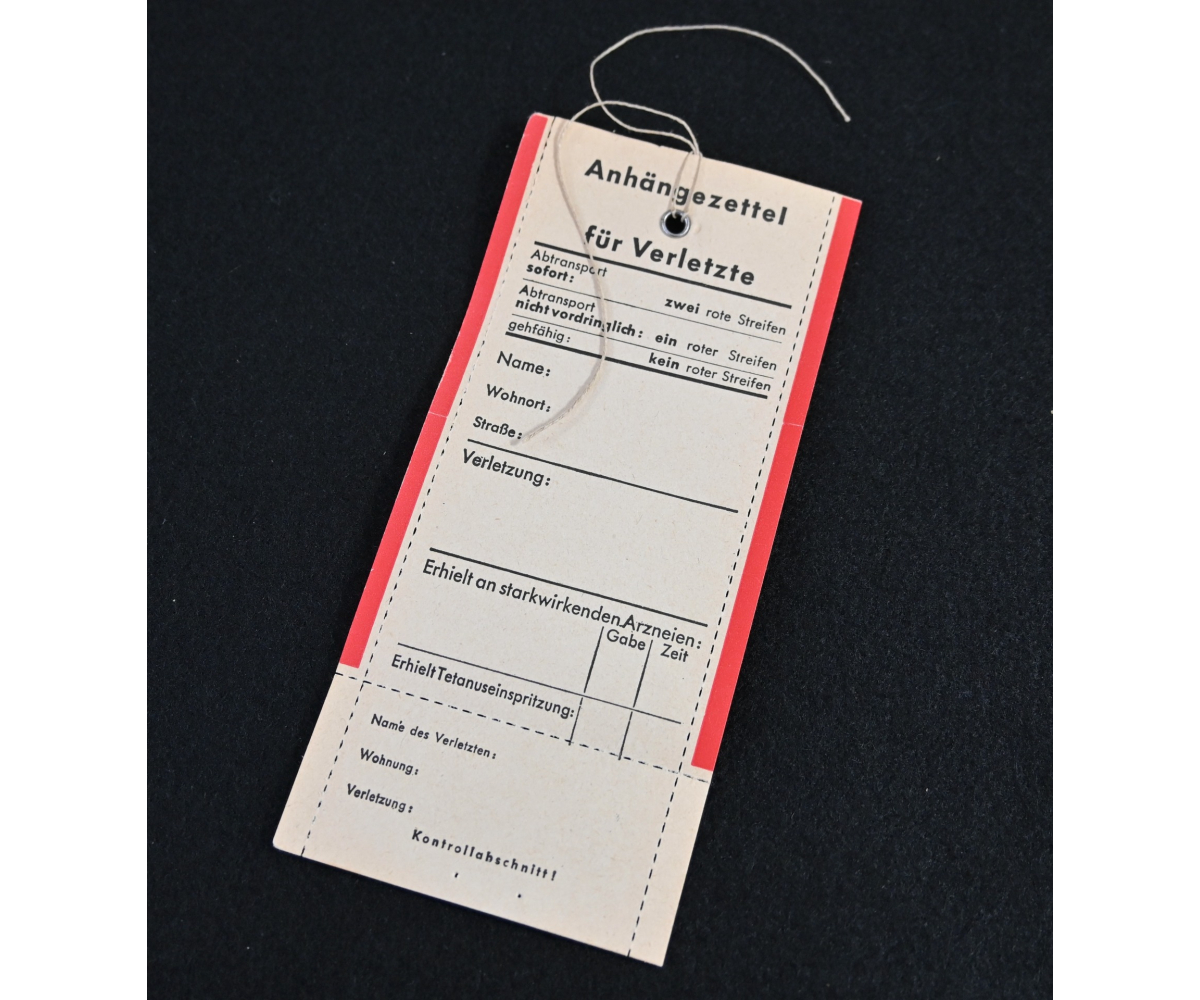 Anhängezettel
für Verletzte
Abtransport
sofort: zwei rote Streifen
Abtransport
nicht vordringlich: ein roter Streifen
gehfähig: kein roter Streifen
Name:
Wohnort:
Straße:
Verletzung:
Erhielt an starkwirkenden Arzneien:
Gabe Zeit
Erhielt Tetanuseinspritzung:
Name des Verletzten:
Wohnung:
Verletzung:
Kontrollabschnitt!